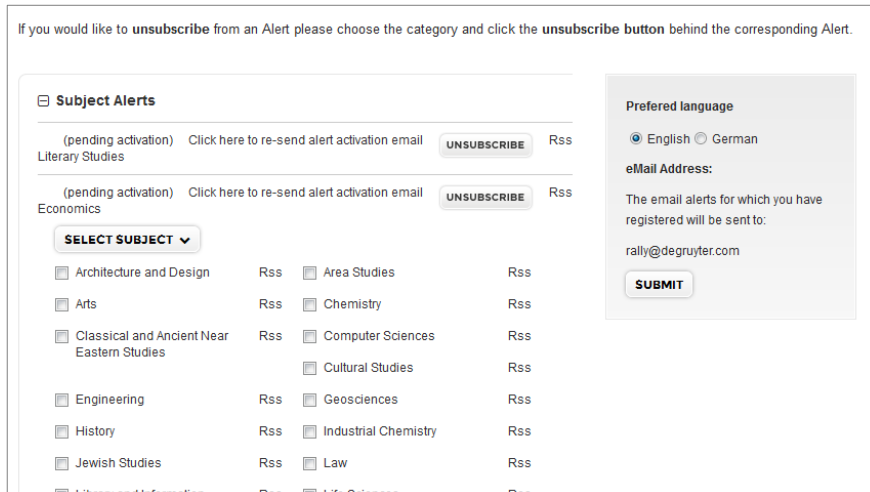 If you would like to unsubscribe from an Alert please choose the category and click the unsubscribe button behind the corresponding Alert.
Subject Alerts
(pending activation) Click here to re-send alert activation email UNSUBSCRIBE Rss
Literary Studies
(pending activation) Click here to re-send alert activation email UNSUBSCRIBE Rss
Economics
SELECT SUBJECT
Architecture and Design Rss Area Studies Rss
Arts Rss Chemistry Rss
Classical and Ancient Near Rss Computer Sciences Rss
Eastern Studies
Cultural Studies Rss
Engineering Rss Geosciences Rss
History Rss Industrial Chemistry Rss
Jewish Studies Rss Law Rss
Prefered language
English German
eMail Address:
The email alerts for which you have
registered will be sent to:
rally@degruyter.com
SUBMIT